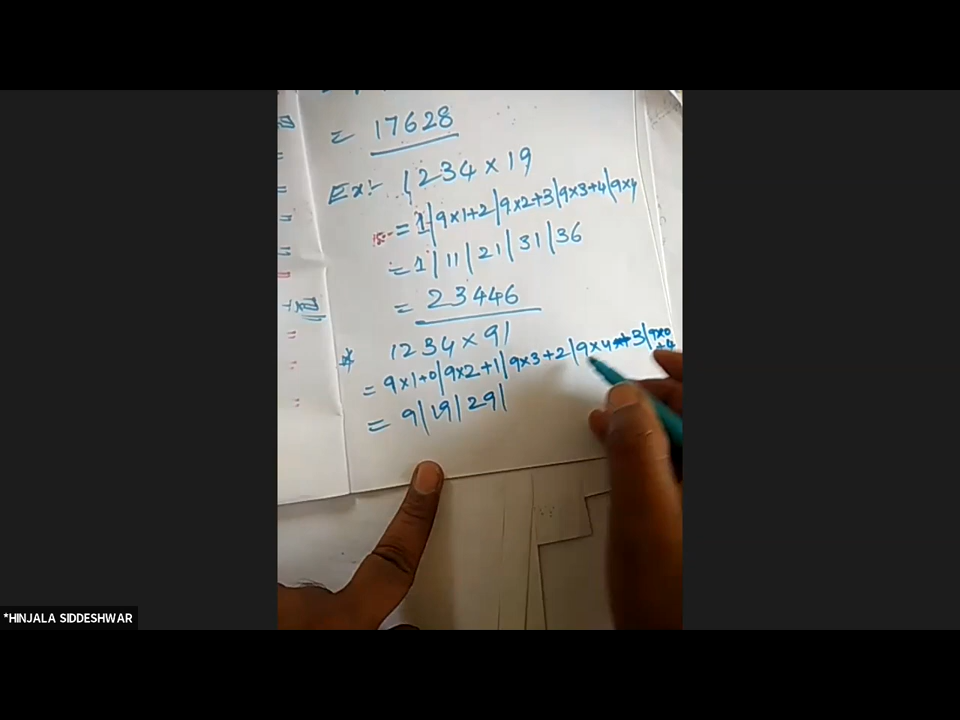 = 17628
Ex:- 1234 × 19
= 1|9×1+2|9×2+3|9×3+4|9×4
= 1|11|21|31|36
= 23446
* 1234 × 91
= 9×1+0|9×2+1|9×3+2|9×4+3|9×0+4
= 9|19|29|
*HINJALA SIDDESHWAR